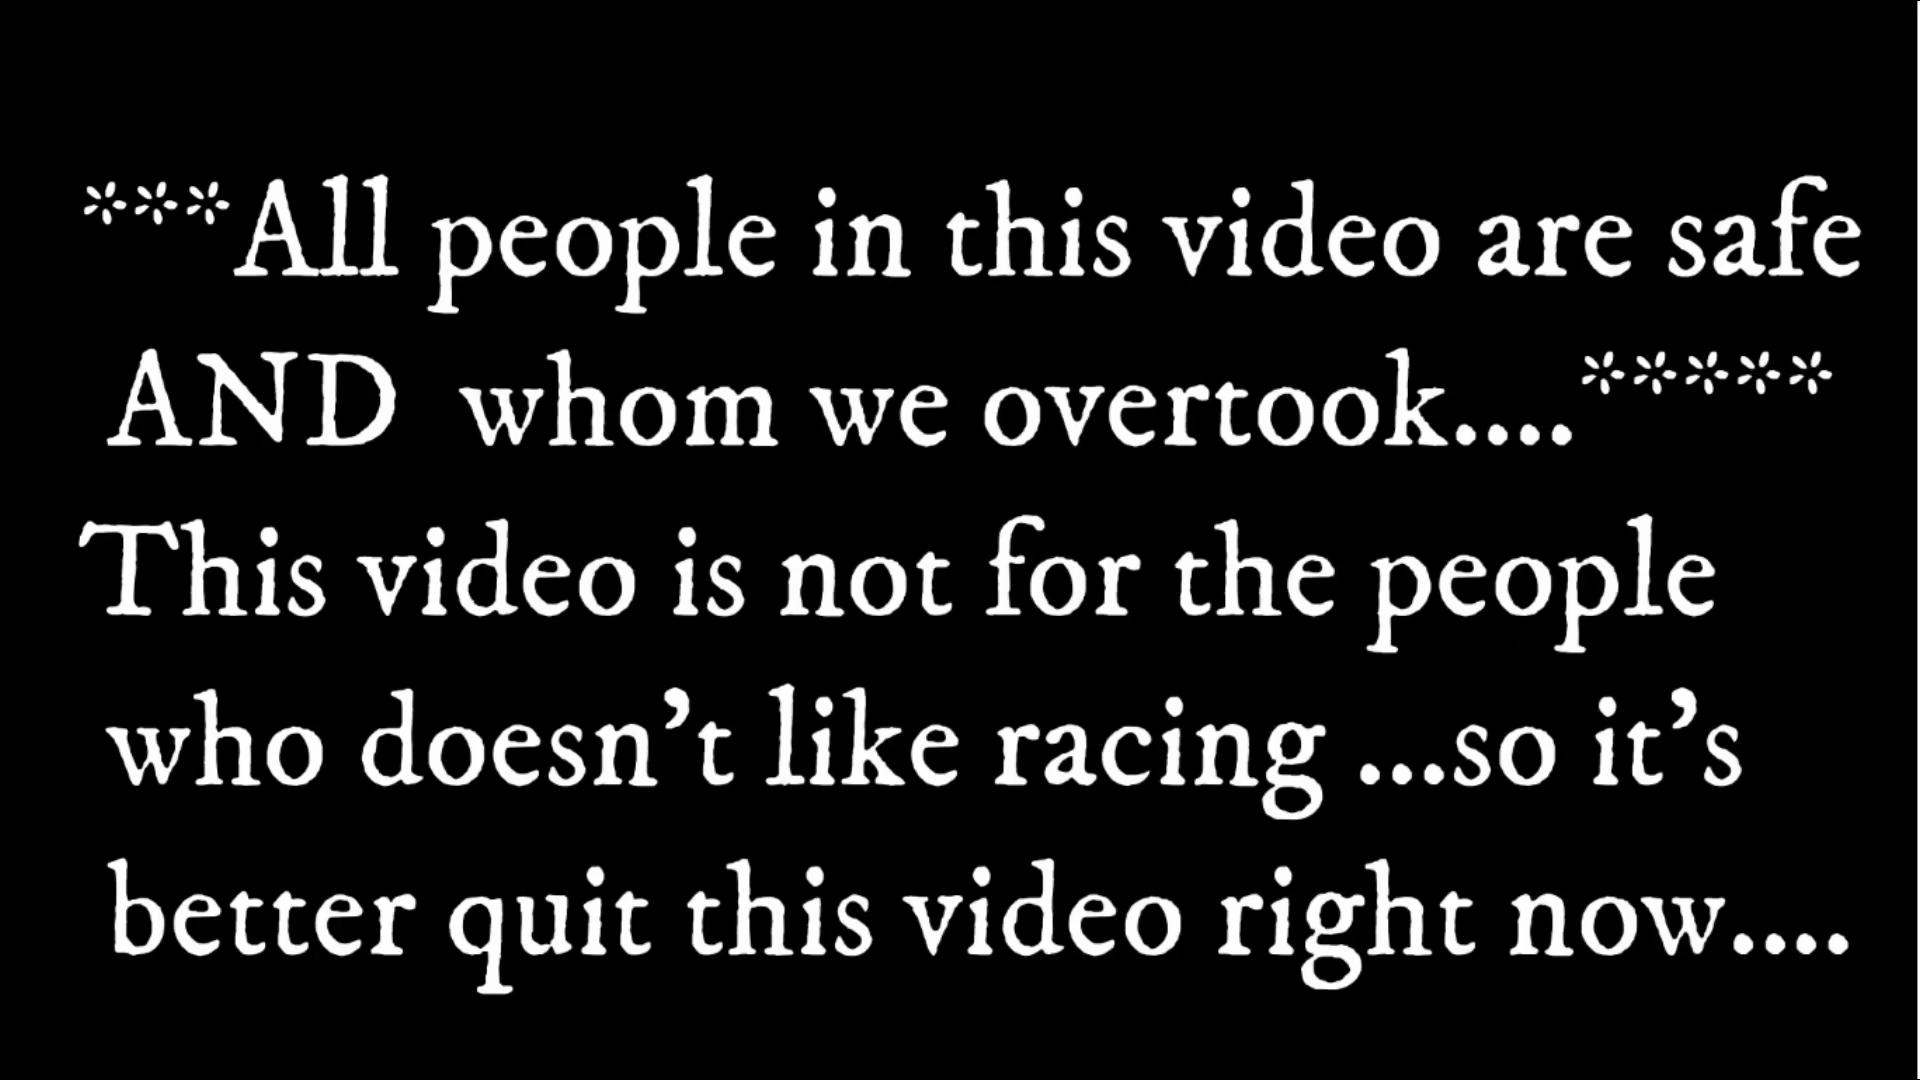 ***All people in this video are safe
AND whom we overtook....*****
This video is not for the people
who doesn't like racing ...so it's
better quit this video right now....